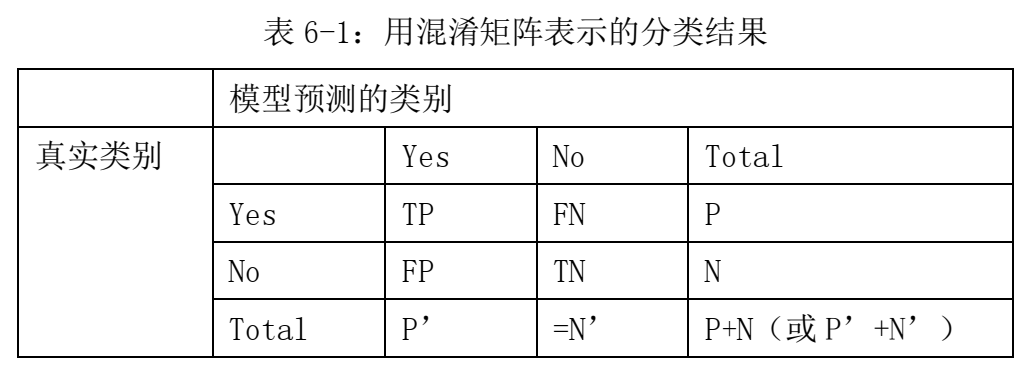 表 6-1：用混淆矩阵表示的分类结果
模型预测的类别
真实类别 Yes No Total
Yes TP FN P
No FP TN N
Total P’ =N’ P+N（或 P’+N’）